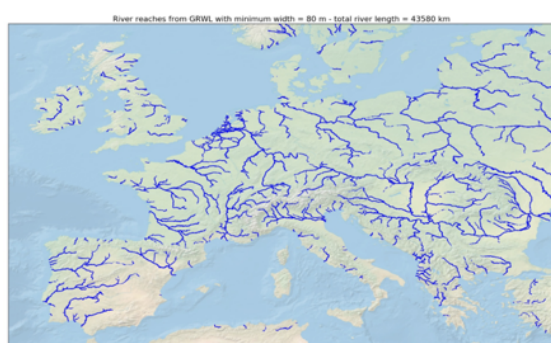 River reaches from GRWL with minimum width = 80 m - total river length = 43580 km